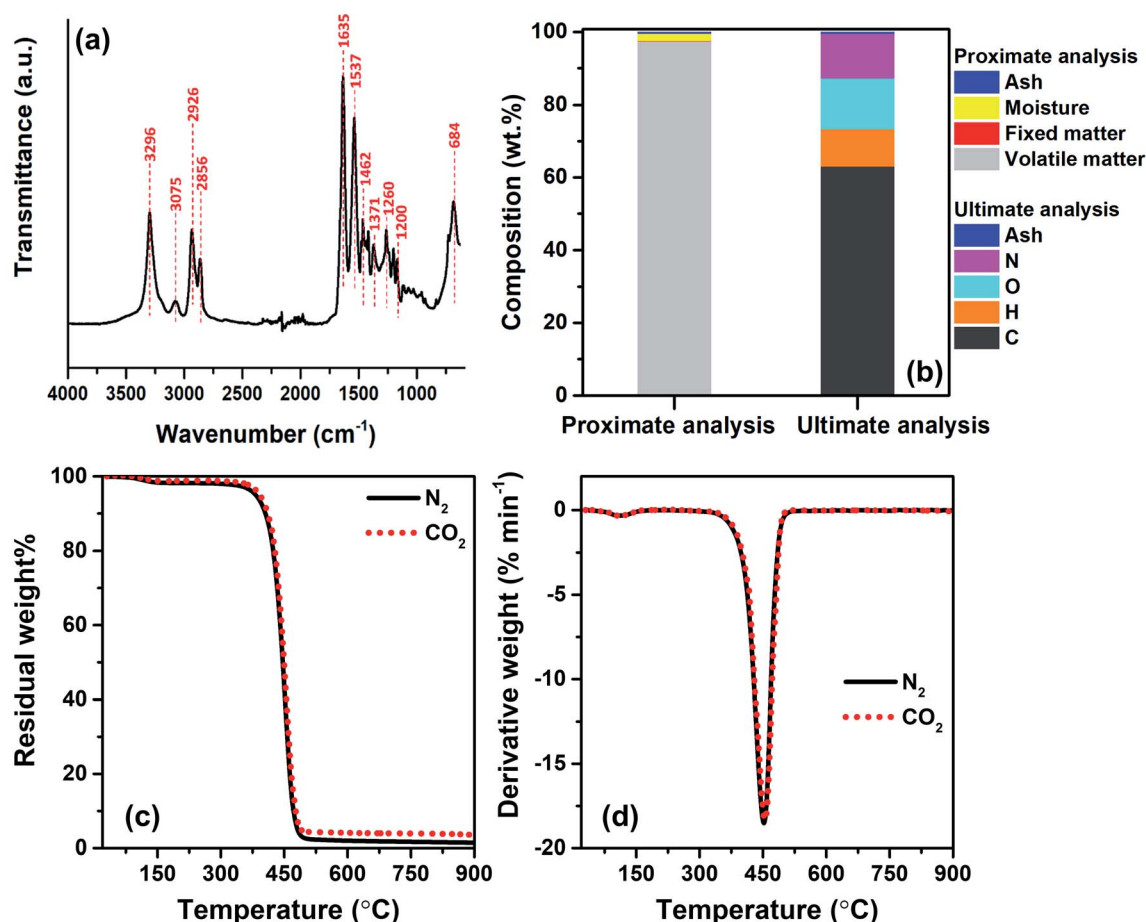 (a)
Transmittance (a.u.)
3296
3075
2926
2856
1635
1537
1462
1371
1260
1200
684
4000 3500 3000 2500 2000 1500 1000
Wavenumber (cm⁻¹)
Composition (wt.%)
100
80
60
40
20
0
(b)
Proximate analysis Ultimate analysis
Proximate analysis
Ash
Moisture
Fixed matter
Volatile matter
Ultimate analysis
Ash
N
O
H
C
Residual weight%
100
80
60
40
20
0
N₂
CO₂
(c)
150 300 450 600 750 900
Temperature (°C)
Derivative weight (% min⁻¹)
0
-5
-10
-15
-20
N₂
CO₂
(d)
150 300 450 600 750 900
Temperature (°C)